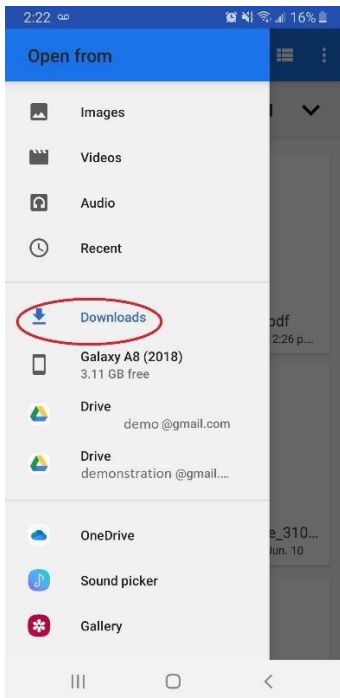 2:22 16%
Open from
Images
Videos
Audio
Recent
Downloads
Galaxy A8 (2018)
3.11 GB free
Drive
demo @gmail.com
Drive
demonstration @gmail....
OneDrive
Sound picker
Gallery
2:26 p....
e_310...
Jun. 10